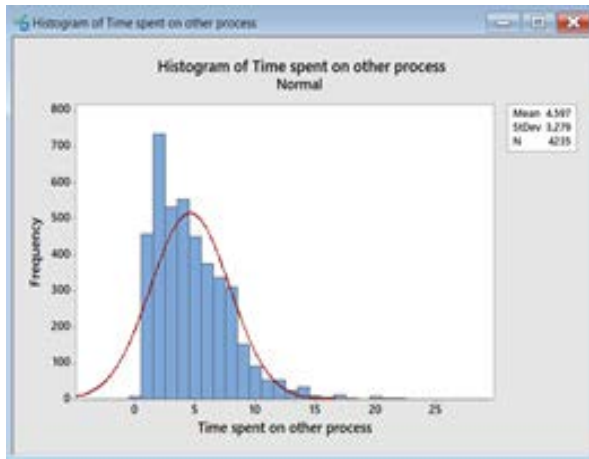 Histogram of Time spent on other process
Histogram of Time spent on other process
Normal
Mean 4.597
StDev 3.279
N 4235
800
700
600
500
400
300
200
100
0
Frequency
0 5 10 15 20 25
Time spent on other process